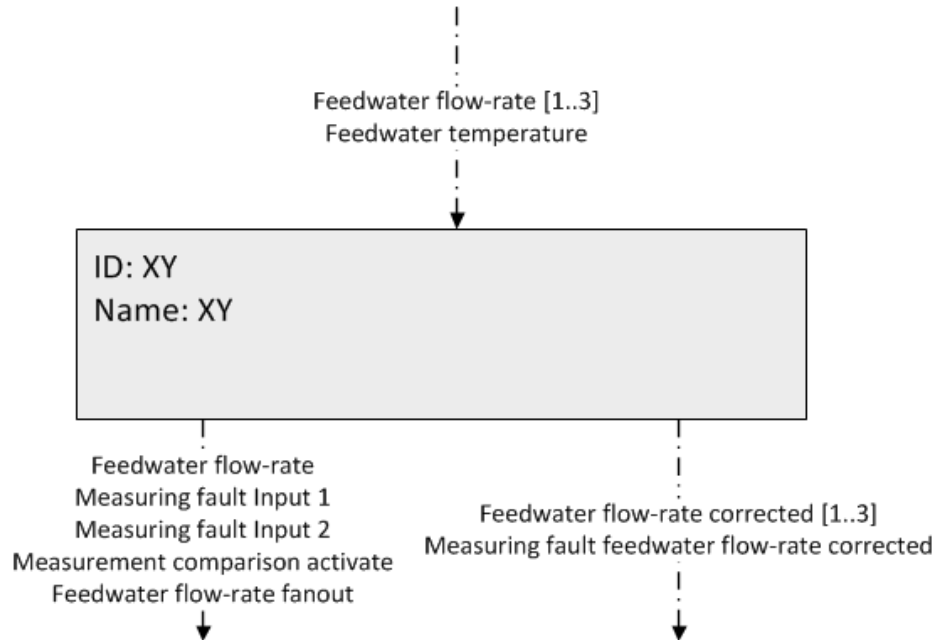 Feedwater flow-rate [1..3]
Feedwater temperature
ID: XY
Name: XY
Feedwater flow-rate
Measuring fault Input 1
Measuring fault Input 2
Measurement comparison activate
Feedwater flow-rate fanout
Feedwater flow-rate corrected [1..3]
Measuring fault feedwater flow-rate corrected